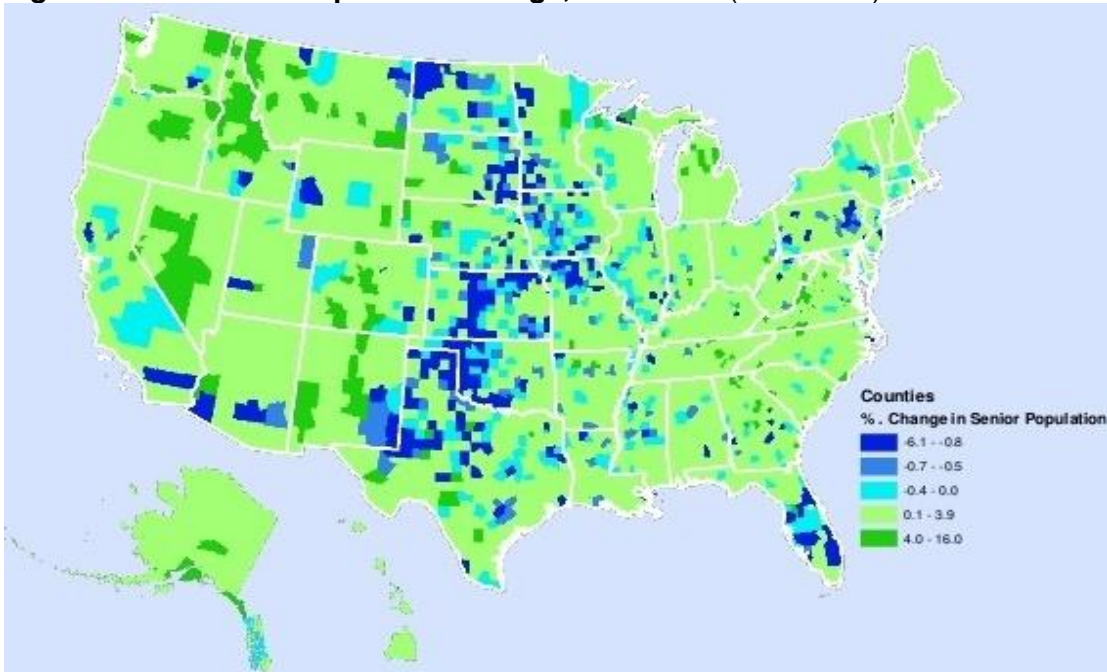 Counties
% . Change in Senior Population
-6.1 - -0.8
-0.7 - -0.5
-0.4 - 0.0
0.1 - 3.9
4.0 - 16.0